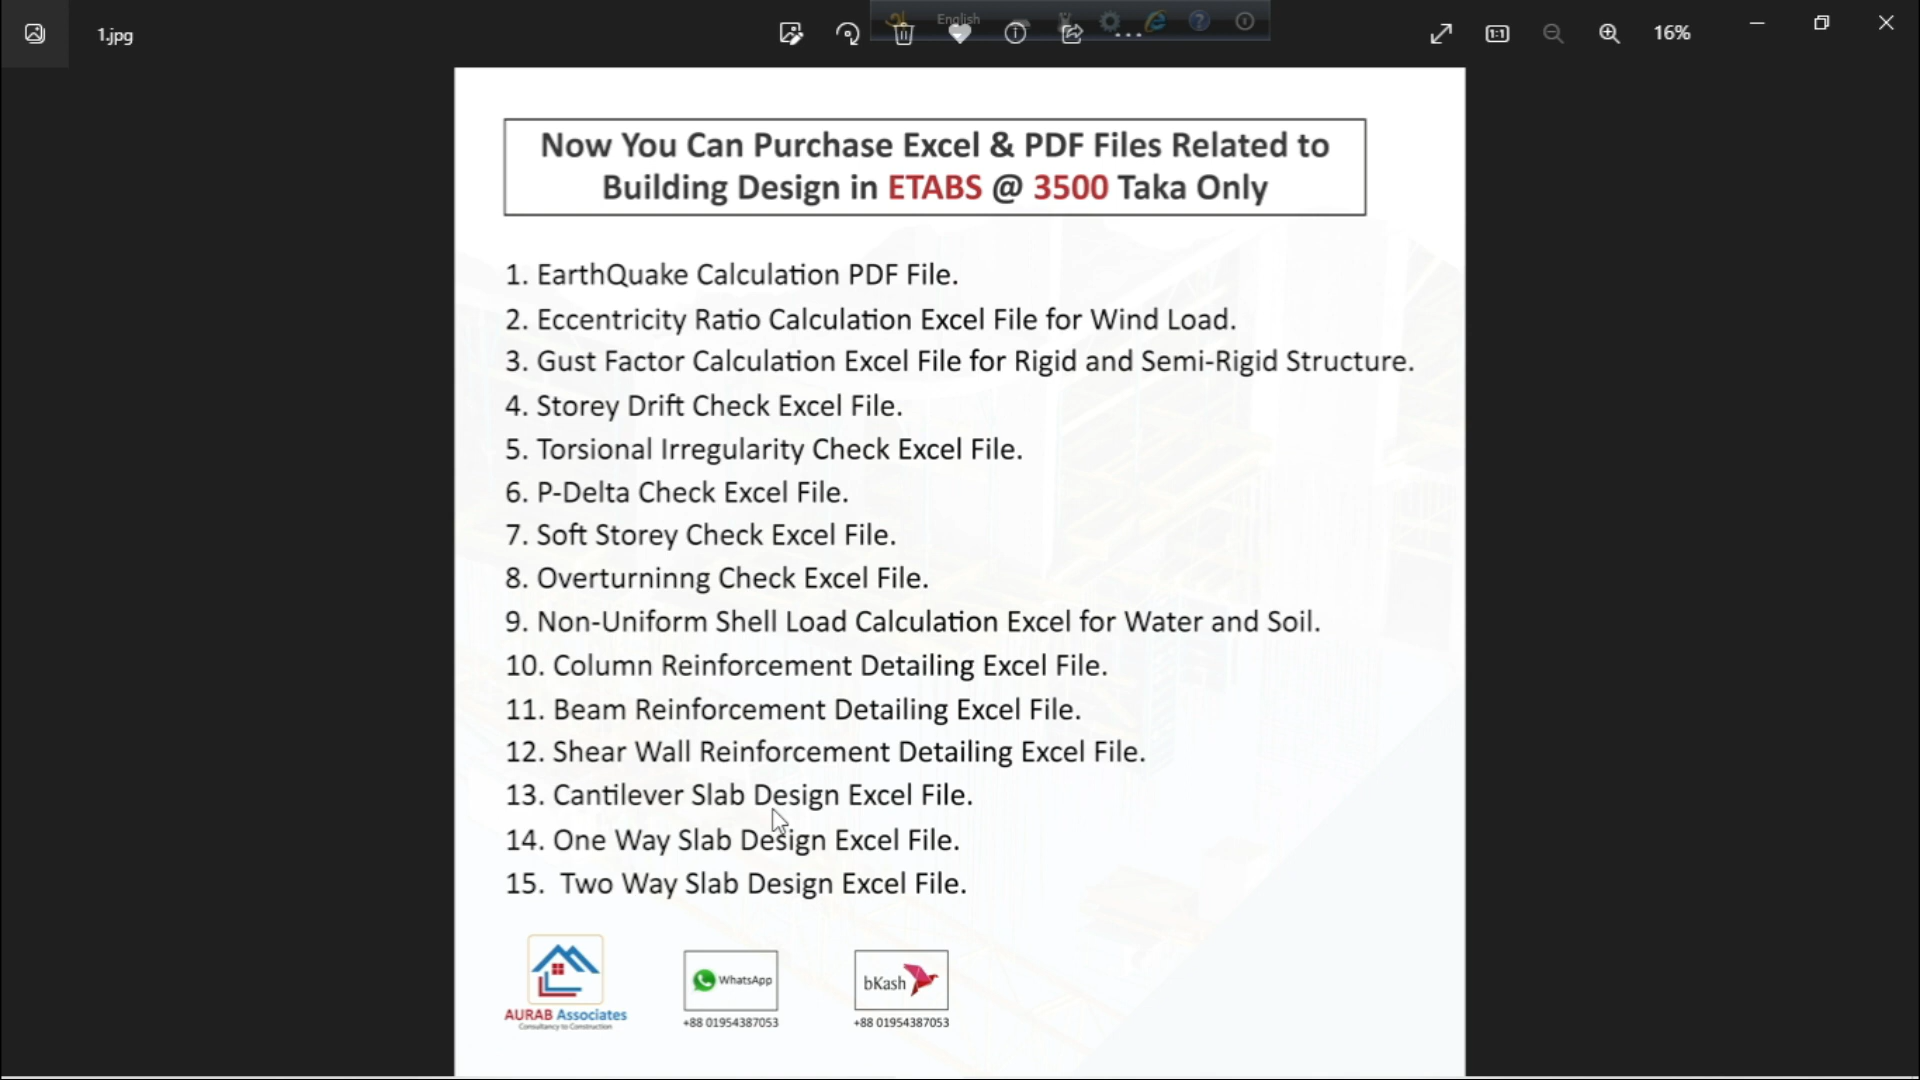 1.jpg
English
16%
Now You Can Purchase Excel & PDF Files Related to
Building Design in ETABS @ 3500 Taka Only
1. EarthQuake Calculation PDF File.
2. Eccentricity Ratio Calculation Excel File for Wind Load.
3. Gust Factor Calculation Excel File for Rigid and Semi-Rigid Structure.
4. Storey Drift Check Excel File.
5. Torsional Irregularity Check Excel File.
6. P-Delta Check Excel File.
7. Soft Storey Check Excel File.
8. Overturninng Check Excel File.
9. Non-Uniform Shell Load Calculation Excel for Water and Soil.
10. Column Reinforcement Detailing Excel File.
11. Beam Reinforcement Detailing Excel File.
12. Shear Wall Reinforcement Detailing Excel File.
13. Cantilever Slab Design Excel File.
14. One Way Slab Design Excel File.
15. Two Way Slab Design Excel File.
AURAB Associates
Consultancy to Construction
WhatsApp
+88 01954387053
bKash
+88 01954387053